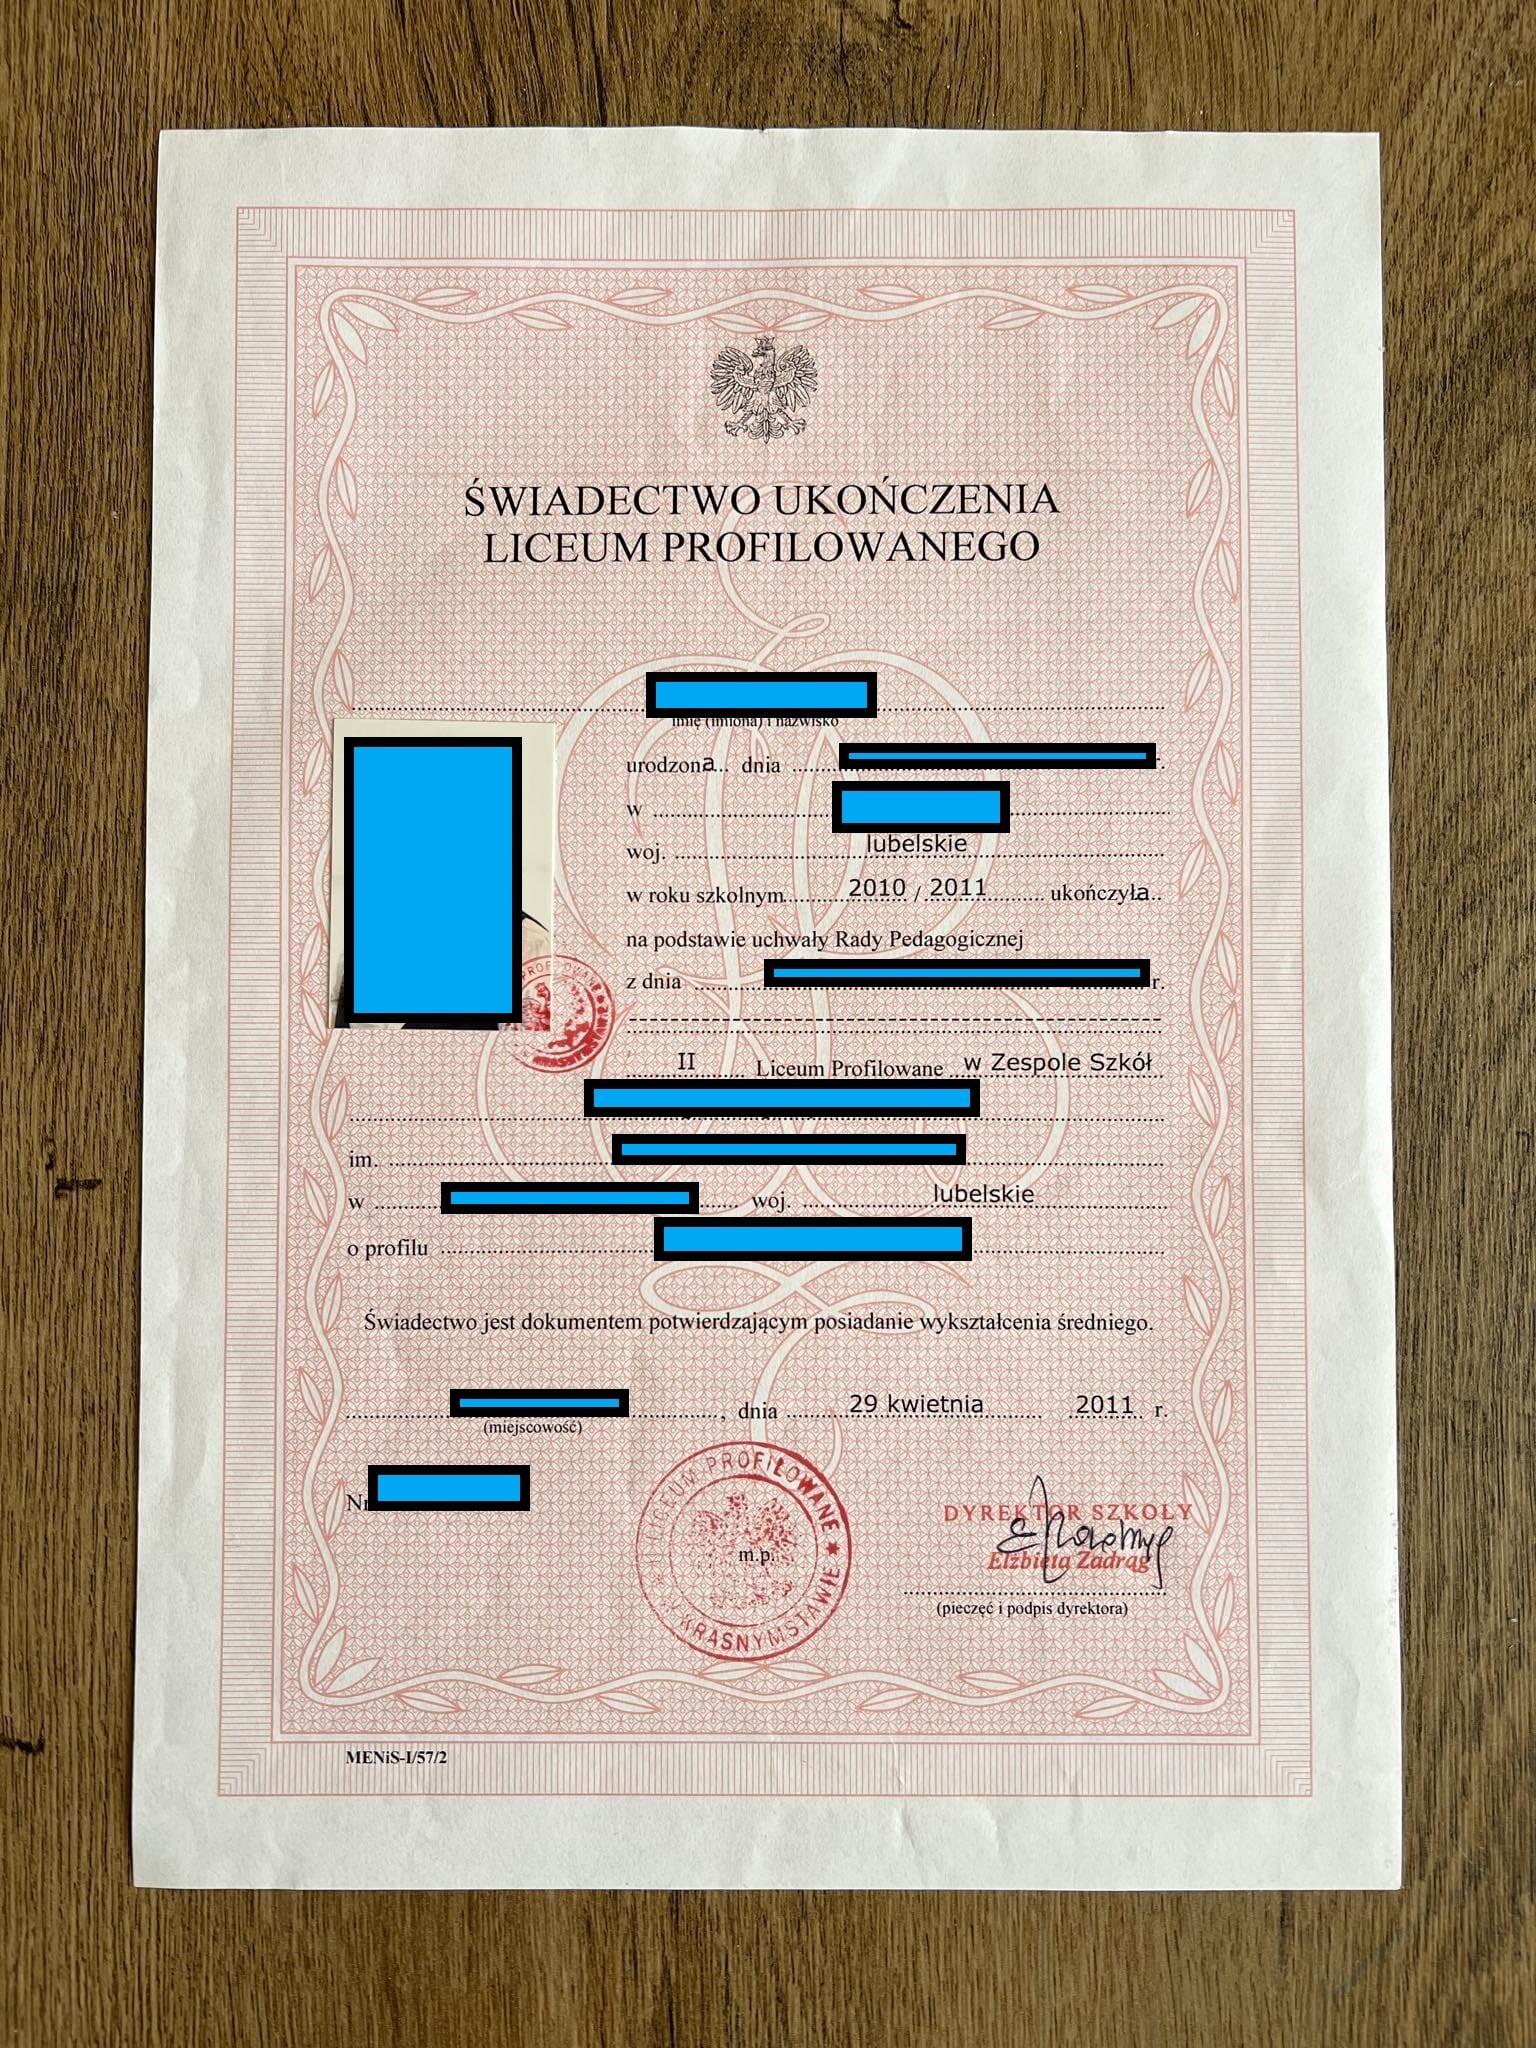 ŚWIADECTWO UKOŃCZENIA
LICEUM PROFILOWANEGO
imię (imiona) i nazwisko
urodzona dnia r.
w
woj. lubelskie
w roku szkolnym 2010 / 2011 ukończyła
na podstawie uchwały Rady Pedagogicznej
z dnia r.
II Liceum Profilowane w Zespole Szkół
im.
w woj. lubelskie
o profilu
Świadectwo jest dokumentem potwierdzającym posiadanie wykształcenia średniego.
, dnia 29 kwietnia 2011 r.
(miejscowość)
Nr
II LICEUM PROFILOWANE
W KRASNYMSTAWIE
m.p.
DYREKTOR SZKOŁY
Elżbieta Zadrąg
(pieczęć i podpis dyrektora)
MENiS-I/57/2